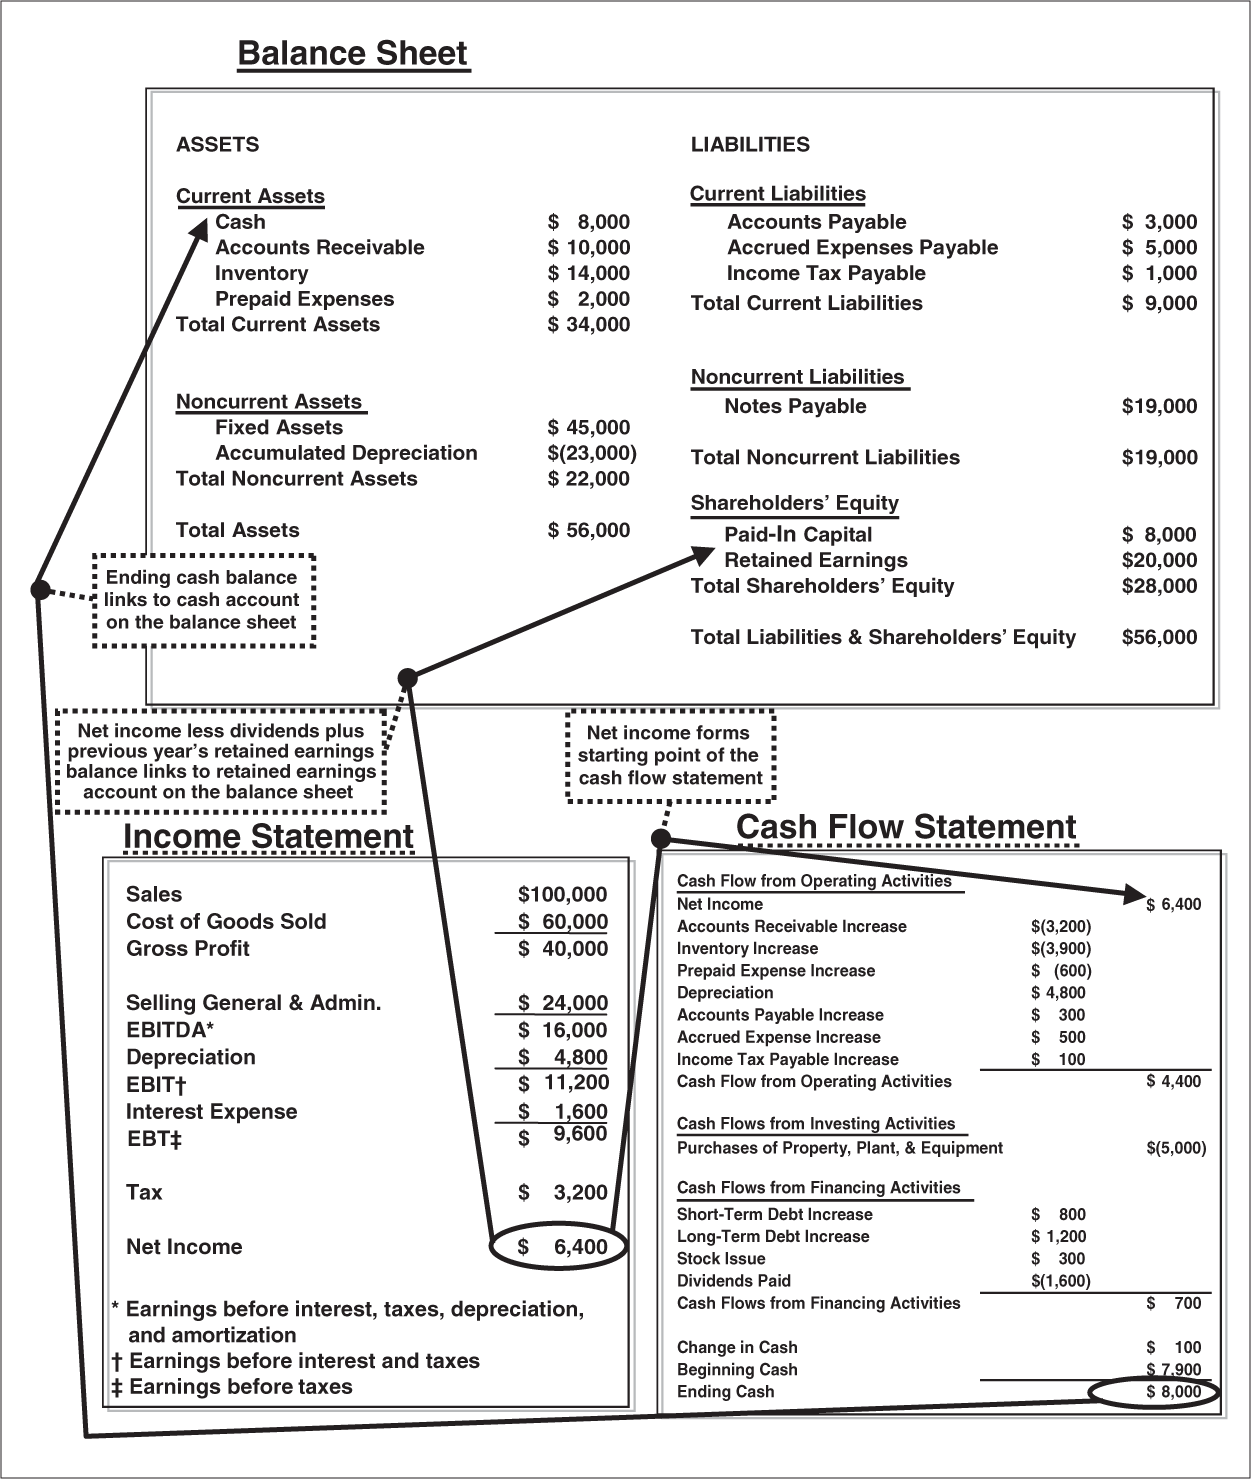 Balance Sheet
ASSETS
Current Assets
Cash $ 8,000
Accounts Receivable $ 10,000
Inventory $ 14,000
Prepaid Expenses $ 2,000
Total Current Assets $ 34,000
Noncurrent Assets
Fixed Assets $ 45,000
Accumulated Depreciation $(23,000)
Total Noncurrent Assets $ 22,000
Total Assets $ 56,000
LIABILITIES
Current Liabilities
Accounts Payable $ 3,000
Accrued Expenses Payable $ 5,000
Income Tax Payable $ 1,000
Total Current Liabilities $ 9,000
Noncurrent Liabilities
Notes Payable $19,000
Total Noncurrent Liabilities $19,000
Shareholders’ Equity
Paid-In Capital $ 8,000
Retained Earnings $20,000
Total Shareholders’ Equity $28,000
Total Liabilities & Shareholders’ Equity $56,000
Ending cash balance
links to cash account
on the balance sheet
Net income less dividends plus
previous year’s retained earnings
balance links to retained earnings
account on the balance sheet
Net income forms
starting point of the
cash flow statement
Income Statement
Sales $100,000
Cost of Goods Sold $ 60,000
Gross Profit $ 40,000
Selling General & Admin. $ 24,000
EBITDA* $ 16,000
Depreciation $ 4,800
EBIT† $ 11,200
Interest Expense $ 1,600
EBT‡ $ 9,600
Tax $ 3,200
Net Income $ 6,400
* Earnings before interest, taxes, depreciation,
and amortization
† Earnings before interest and taxes
‡ Earnings before taxes
Cash Flow Statement
Cash Flow from Operating Activities
Net Income $ 6,400
Accounts Receivable Increase $(3,200)
Inventory Increase $(3,900)
Prepaid Expense Increase $ (600)
Depreciation $ 4,800
Accounts Payable Increase $ 300
Accrued Expense Increase $ 500
Income Tax Payable Increase $ 100
Cash Flow from Operating Activities $ 4,400
Cash Flows from Investing Activities
Purchases of Property, Plant, & Equipment $(5,000)
Cash Flows from Financing Activities
Short-Term Debt Increase $ 800
Long-Term Debt Increase $ 1,200
Stock Issue $ 300
Dividends Paid $(1,600)
Cash Flows from Financing Activities $ 700
Change in Cash $ 100
Beginning Cash $ 7,900
Ending Cash $ 8,000